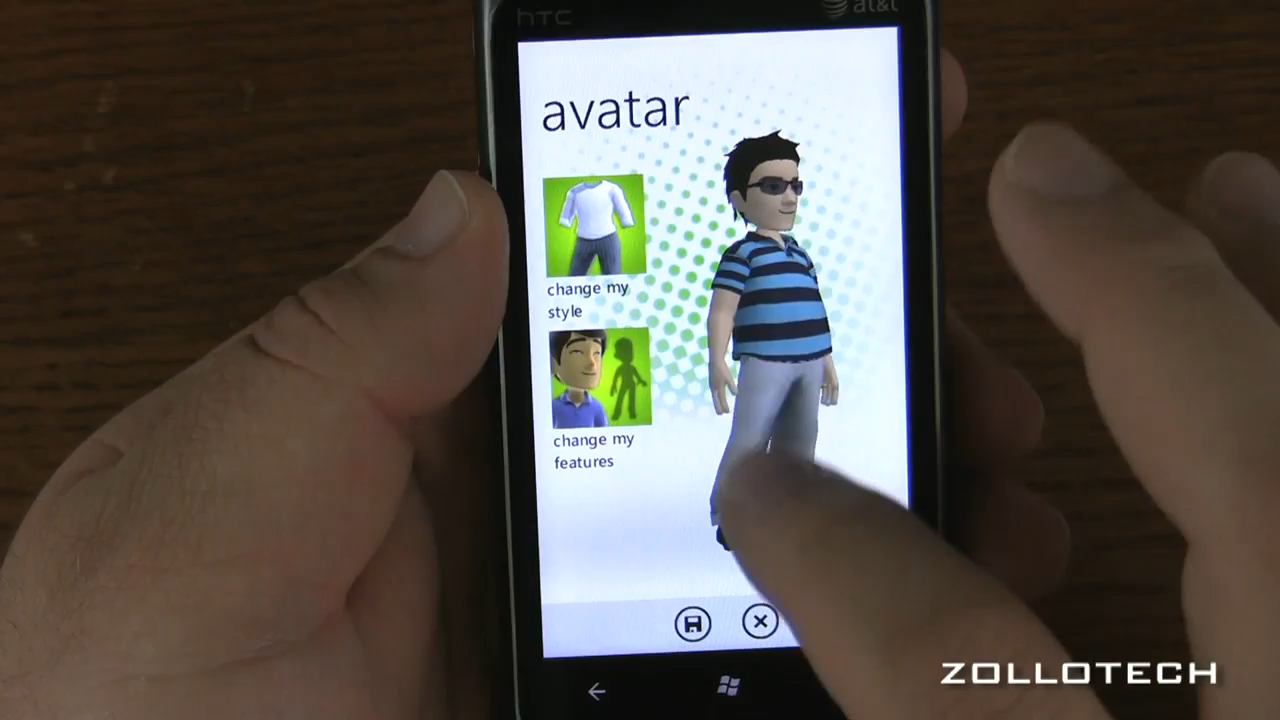 hTC
at&t
avatar
change my
style
change my
features
ZOLLOTECH